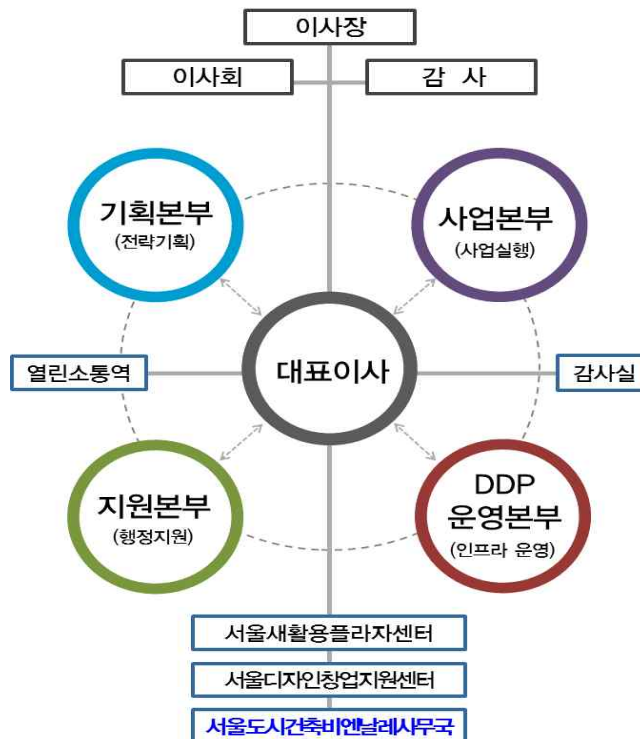 이사장
이사회
감 사
기획본부
(전략기획)
사업본부
(사업실행)
열린소통역
대표이사
감사실
지원본부
(행정지원)
DDP
운영본부
(인프라 운영)
서울새활용플라자센터
서울디자인창업지원센터
서울도시건축비엔날레사무국